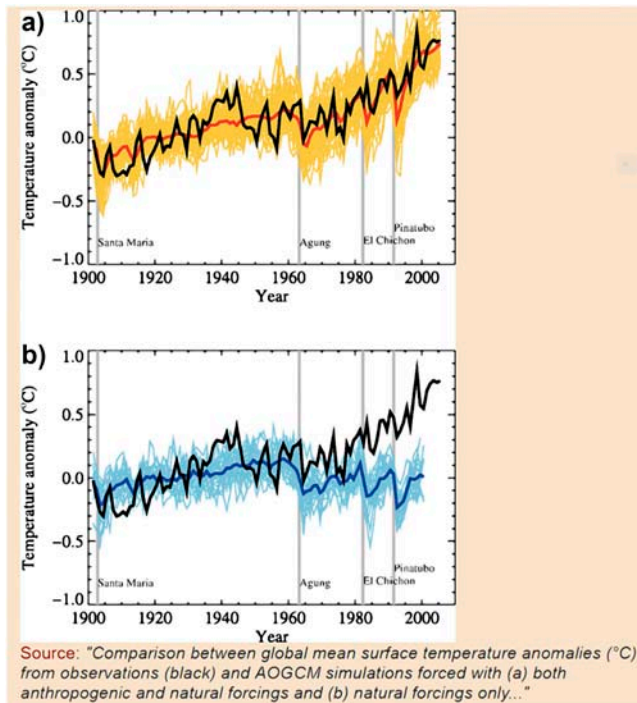 a)
1.0
0.5
0.0
−0.5
−1.0
Temperature anomaly (°C)
Santa Maria
Agung
El Chichon
Pinatubo
1900 1920 1940 1960 1980 2000
Year
b)
1.0
0.5
0.0
−0.5
−1.0
Temperature anomaly (°C)
Santa Maria
Agung
El Chichon
Pinatubo
1900 1920 1940 1960 1980 2000
Year
Source: "Comparison between global mean surface temperature anomalies (°C)
from observations (black) and AOGCM simulations forced with (a) both
anthropogenic and natural forcings and (b) natural forcings only..."